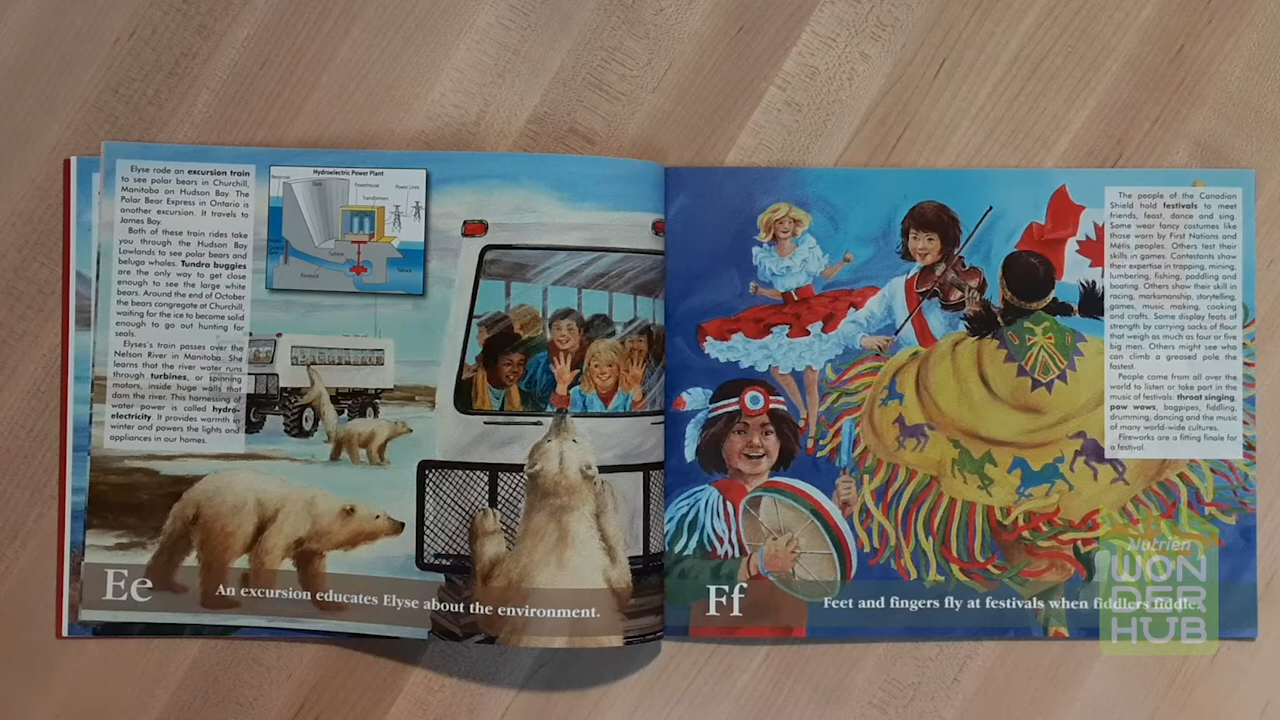 Elyse rode an excursion train
to see polar bears in Churchill,
Manitoba on Hudson Bay. The
Polar Bear Express in Ontario is
another excursion. It travels to
James Bay.
Both of these train rides take
you through the Hudson Bay
Lowlands to see polar bears and
beluga whales. Tundra buggies
are the only way to get close
enough to see the large white
bears. Around the end of October
the bears congregate at Churchill,
waiting for the ice to become solid
enough to go out hunting for
seals.
Elyses's train passes over the
Nelson River in Manitoba. She
learns that the river water runs
through turbines, or spinning
motors, inside huge walls that
dam the river. This harnessing of
water power is called hydro-
electricity. It provides warmth in
winter and powers the lights and
appliances in our homes.
Hydroelectric Power Plant
Reservoir
Dam
Powerhouse
Power Lines
Transformers
Turbine
Penstock
Ee
An excursion educates Elyse about the environment.
The people of the Canadian
Shield hold festivals to meet
friends, feast, dance and sing.
Some wear fancy costumes like
those worn by First Nations and
Métis peoples. Others test their
skills in games. Contestants show
their expertise in trapping, mining,
lumbering, fishing, paddling and
boating. Others show their skill in
racing, marksmanship, storytelling,
games, music making, cooking
and crafts. Some display feats of
strength by carrying sacks of flour
that weigh as much as four or five
big men. Others might see who
can climb a greased pole the
fastest.
People come from all over the
world to listen or take part in the
music of festivals: throat singing,
pow wows, bagpipes, fiddling,
drumming, dancing and the music
of many world-wide cultures.
Fireworks are a fitting finale for
a festival.
Ff
Feet and fingers fly at festivals when fiddlers fiddle.
Nutrien
WON
DER
HUB